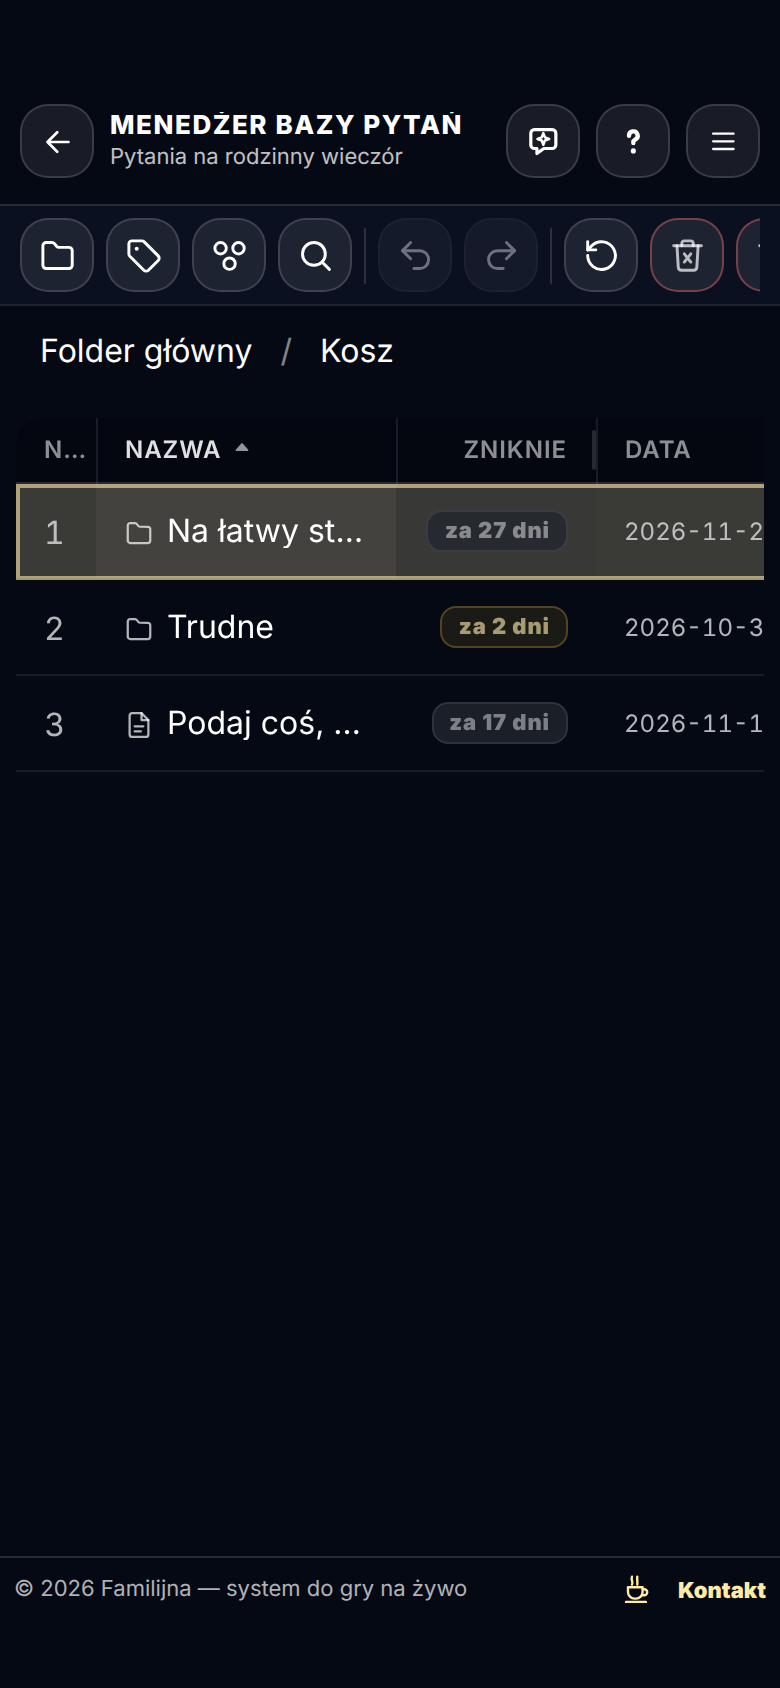 MENEDŻER BAZY PYTAŃ
Pytania na rodzinny wieczór
Folder główny / Kosz
N... NAZWA ZNIKNIE DATA
1 Na łatwy st... za 27 dni 2026-11-2
2 Trudne za 2 dni 2026-10-3
3 Podaj coś, ... za 17 dni 2026-11-1
© 2026 Familijna — system do gry na żywo Kontakt